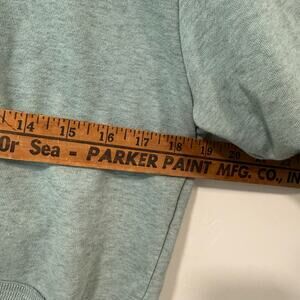 14 15 16 17 18 19 20
Or Sea - PARKER PAINT MFG. CO., IN